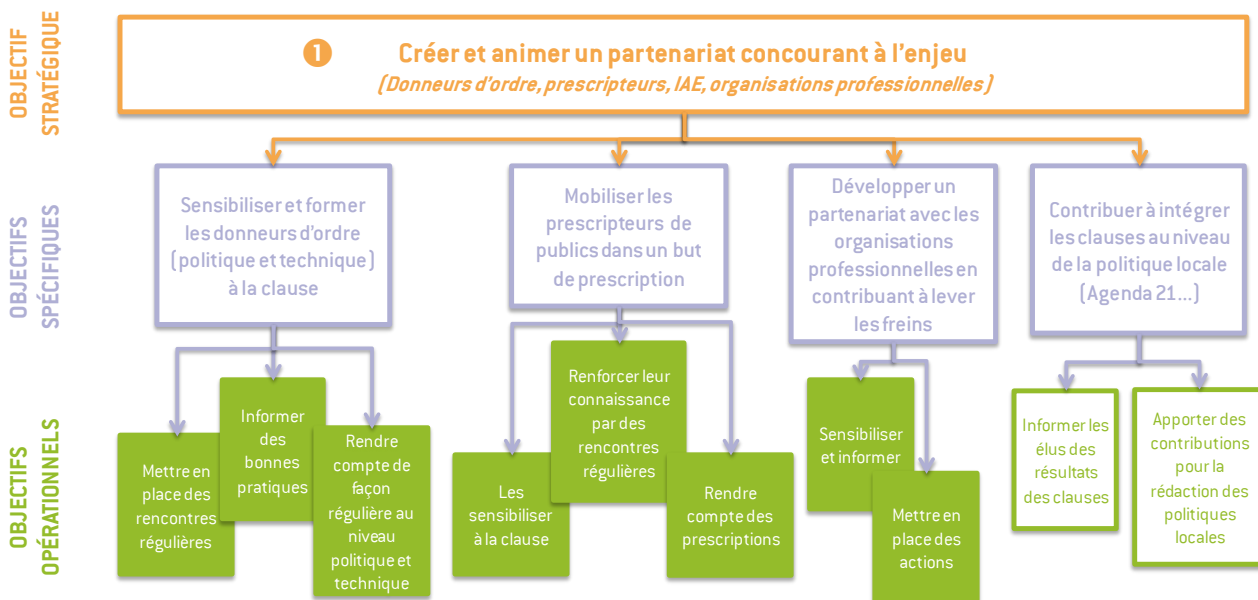 OBJECTIF
STRATÉGIQUE
1
Créer et animer un partenariat concourant à l'enjeu
(Donneurs d'ordre, prescripteurs, IAE, organisations professionnelles)
OBJECTIFS
SPÉCIFIQUES
Sensibiliser et former
les donneurs d'ordre
(politique et technique)
à la clause
Mobiliser les
prescripteurs de
publics dans un but
de prescription
Développer un
partenariat avec les
organisations
professionnelles en
contribuant à lever
les freins
Contribuer à intégrer
les clauses au niveau
de la politique locale
(Agenda 21...)
OBJECTIFS
OPÉRATIONNELS
Mettre en
place des
rencontres
régulières
Informer
des
bonnes
pratiques
Rendre
compte de
façon
régulière au
niveau
politique et
technique
Les
sensibiliser
à la clause
Renforcer leur
connaissance
par des
rencontres
régulières
Rendre
compte des
prescriptions
Sensibiliser
et informer
Mettre en
place des
actions
Informer les
élus des
résultats
des clauses
Apporter des
contributions
pour la
rédaction des
politiques
locales